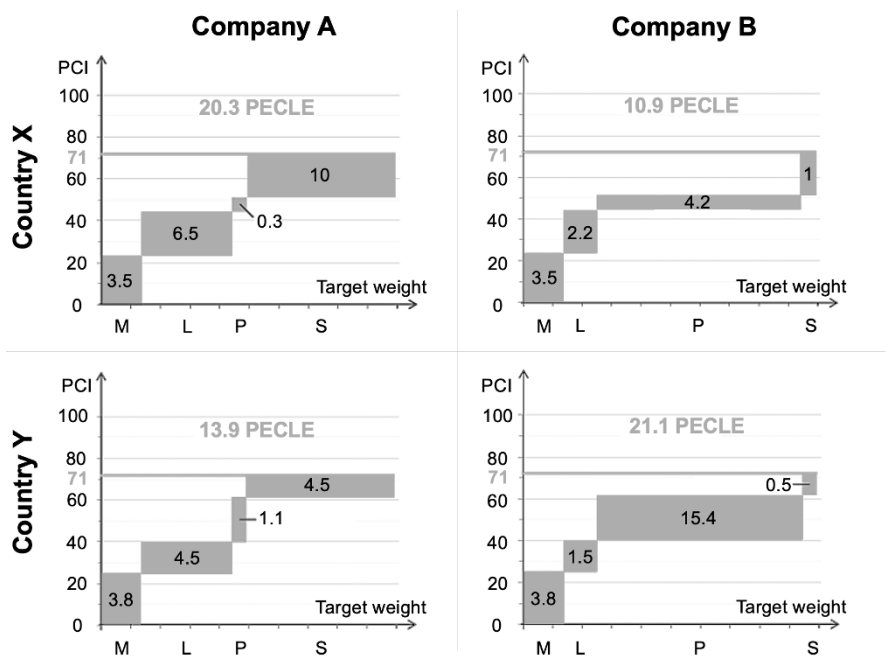 Company A
Company B
Country X
PCI
100
80
71
60
40
20
0
20.3 PECLE
10
0.3
6.5
3.5
Target weight
M L P S
PCI
100
80
71
60
40
20
0
10.9 PECLE
1
4.2
2.2
3.5
Target weight
M L P S
Country Y
PCI
100
80
71
60
40
20
0
13.9 PECLE
4.5
1.1
4.5
3.8
Target weight
M L P S
PCI
100
80
71
60
40
20
0
21.1 PECLE
0.5
15.4
1.5
3.8
Target weight
M L P S